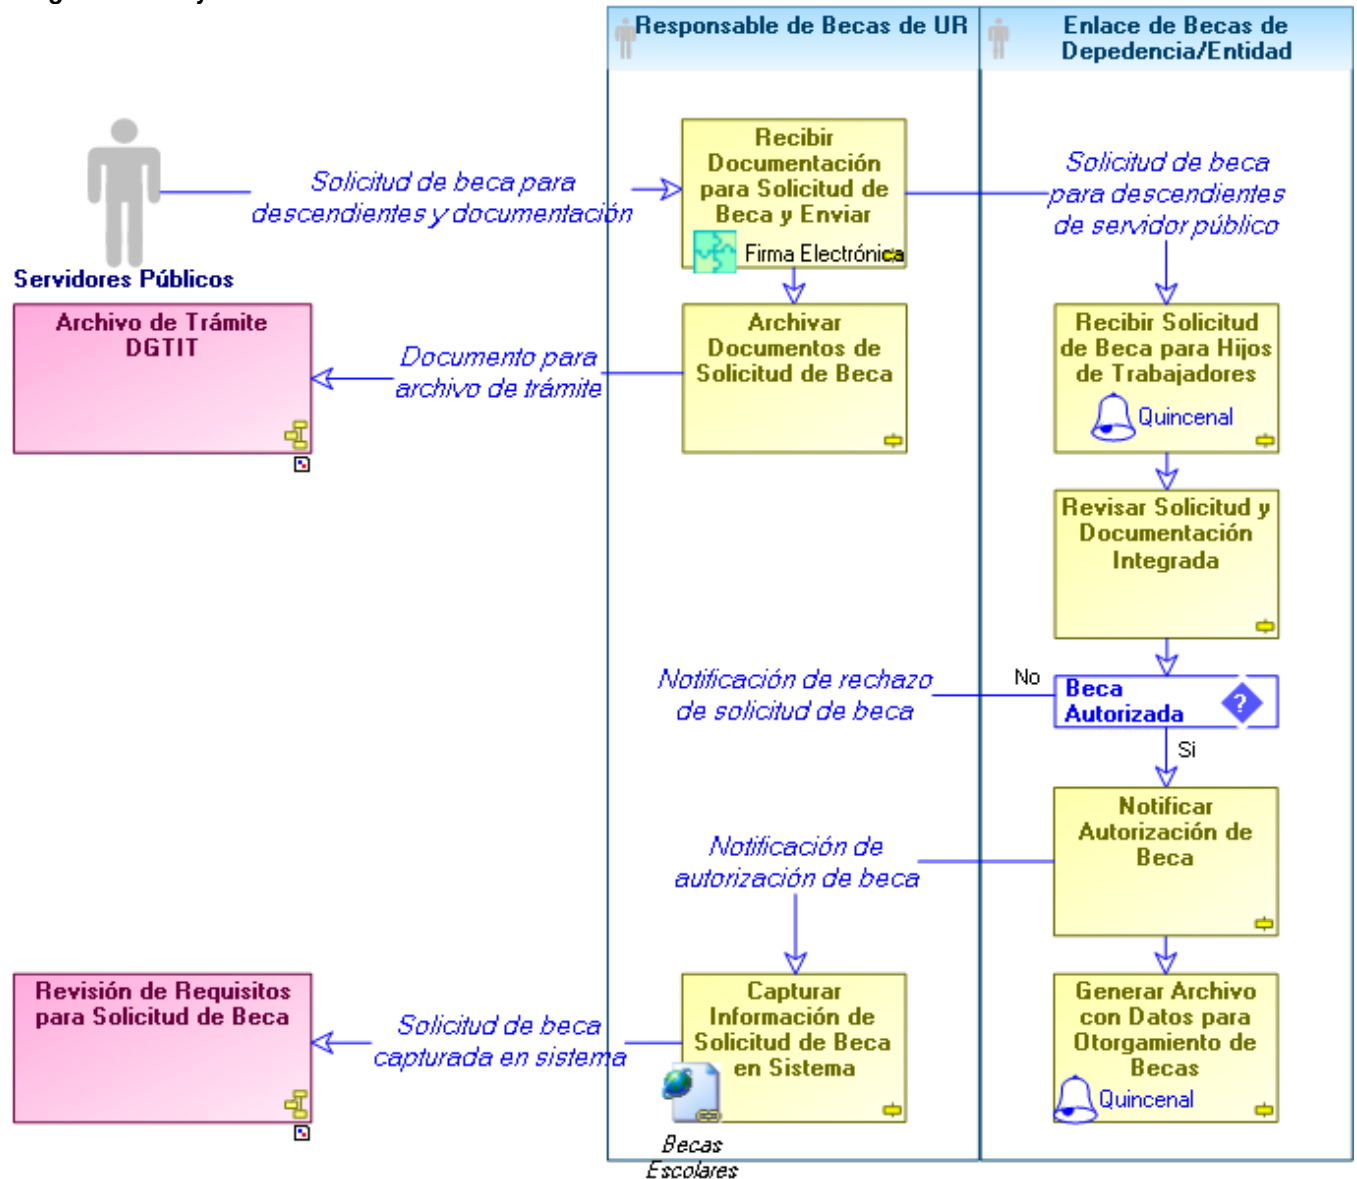 Responsable de Becas de UR
Enlace de Becas de
Depedencia/Entidad
Servidores Públicos
Solicitud de beca para
descendientes y documentación
Recibir
Documentación
para Solicitud de
Beca y Enviar
Firma Electrónica
Solicitud de beca
para descendientes
de servidor público
Archivo de Trámite
DGTIT
Documento para
archivo de trámite
Archivar
Documentos de
Solicitud de Beca
Recibir Solicitud
de Beca para Hijos
de Trabajadores
Quincenal
Revisar Solicitud y
Documentación
Integrada
Notificación de rechazo
de solicitud de beca
No
Beca
Autorizada
?
Si
Notificar
Autorización de
Beca
Notificación de
autorización de beca
Revisión de Requisitos
para Solicitud de Beca
Solicitud de beca
capturada en sistema
Capturar
Información de
Solicitud de Beca
en Sistema
Becas
Escolares
Generar Archivo
con Datos para
Otorgamiento de
Becas
Quincenal